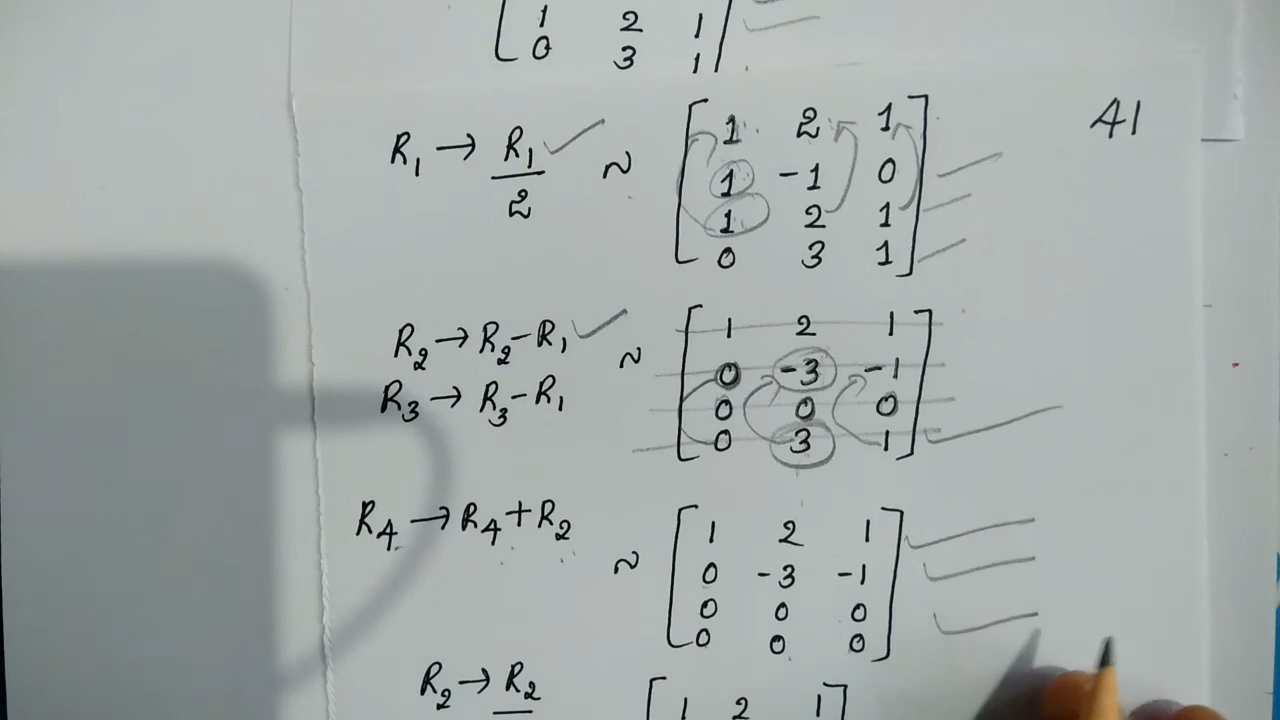 1 2 1
0 3 1
41
R₁ → R₁/2 ~ [1 2 1
1 -1 0
1 2 1
0 3 1]
R₂ → R₂-R₁
R₃ → R₃-R₁ ~ [1 2 1
0 -3 -1
0 0 0
0 3 1]
R₄ → R₄+R₂ ~ [1 2 1
0 -3 -1
0 0 0
0 0 0]
R₂ → R₂
[1 2 1]